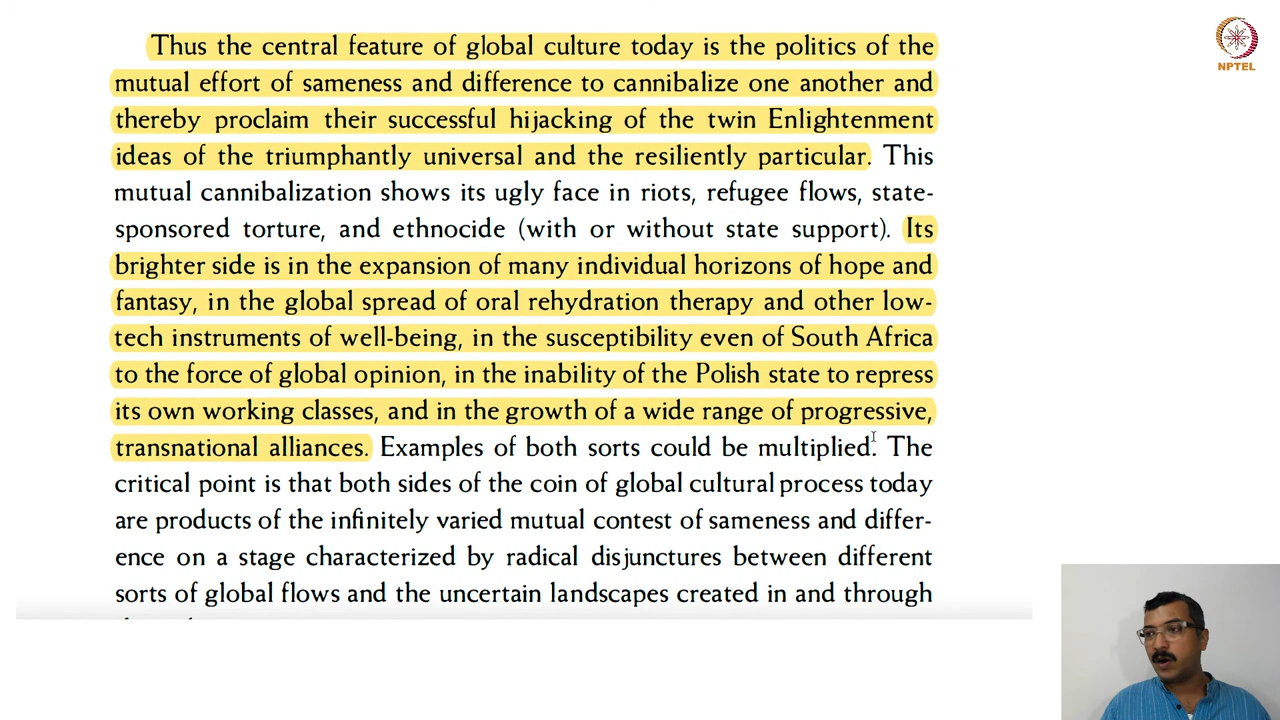 Thus the central feature of global culture today is the politics of the
mutual effort of sameness and difference to cannibalize one another and
thereby proclaim their successful hijacking of the twin Enlightenment
ideas of the triumphantly universal and the resiliently particular. This
mutual cannibalization shows its ugly face in riots, refugee flows, state-
sponsored torture, and ethnocide (with or without state support). Its
brighter side is in the expansion of many individual horizons of hope and
fantasy, in the global spread of oral rehydration therapy and other low-
tech instruments of well-being, in the susceptibility even of South Africa
to the force of global opinion, in the inability of the Polish state to repress
its own working classes, and in the growth of a wide range of progressive,
transnational alliances. Examples of both sorts could be multiplied. The
critical point is that both sides of the coin of global cultural process today
are products of the infinitely varied mutual contest of sameness and differ-
ence on a stage characterized by radical disjunctures between different
sorts of global flows and the uncertain landscapes created in and through
NPTEL